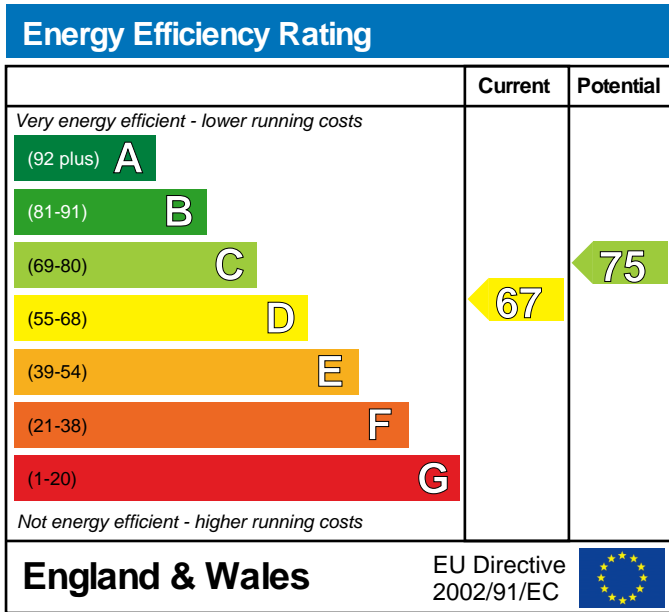 Energy Efficiency Rating
Current Potential
Very energy efficient - lower running costs
(92 plus) A
(81-91) B
(69-80) C
75
(55-68) D
67
(39-54) E
(21-38) F
(1-20) G
Not energy efficient - higher running costs
England & Wales
EU Directive
2002/91/EC